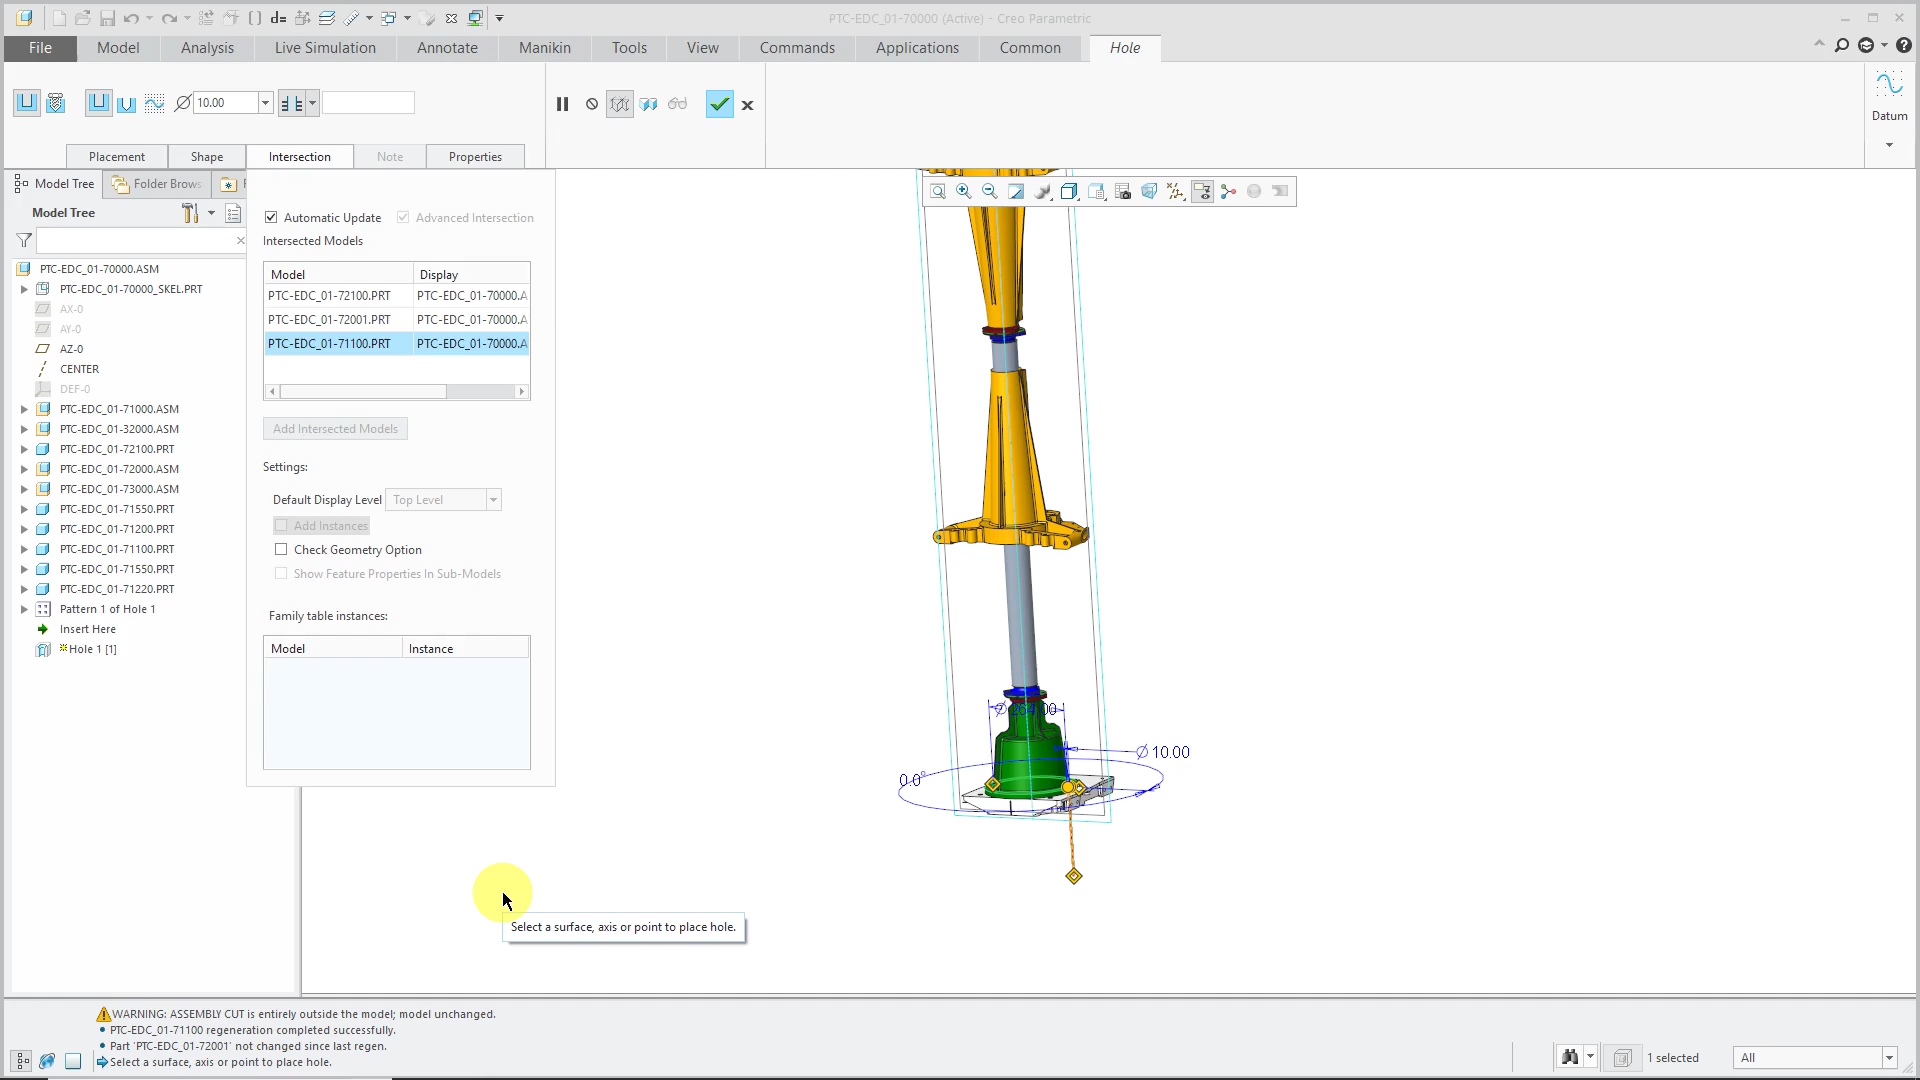 PTC-EDC_01-70000 (Active) - Creo Parametric
File Model Analysis Live Simulation Annotate Manikin Tools View Commands Applications Common Hole
10.00
Datum
Placement Shape Intersection Note Properties
Model Tree Folder Brows
Model Tree
PTC-EDC_01-70000.ASM
PTC-EDC_01-70000_SKEL.PRT
AX-0
AY-0
AZ-0
CENTER
DEF-0
PTC-EDC_01-71000.ASM
PTC-EDC_01-32000.ASM
PTC-EDC_01-72100.PRT
PTC-EDC_01-72000.ASM
PTC-EDC_01-73000.ASM
PTC-EDC_01-71550.PRT
PTC-EDC_01-71200.PRT
PTC-EDC_01-71100.PRT
PTC-EDC_01-71550.PRT
PTC-EDC_01-71220.PRT
Pattern 1 of Hole 1
Insert Here
Hole 1 [1]
Automatic Update Advanced Intersection
Intersected Models
Model Display
PTC-EDC_01-72100.PRT PTC-EDC_01-70000.A
PTC-EDC_01-72001.PRT PTC-EDC_01-70000.A
PTC-EDC_01-71100.PRT PTC-EDC_01-70000.A
Add Intersected Models
Settings:
Default Display Level Top Level
Add Instances
Check Geometry Option
Show Feature Properties In Sub-Models
Family table instances:
Model Instance
Ø 10.00
0.0°
Select a surface, axis or point to place hole.
WARNING: ASSEMBLY CUT is entirely outside the model; model unchanged.
PTC-EDC_01-71100 regeneration completed successfully.
Part 'PTC-EDC_01-72001' not changed since last regen.
Select a surface, axis or point to place hole.
1 selected
All